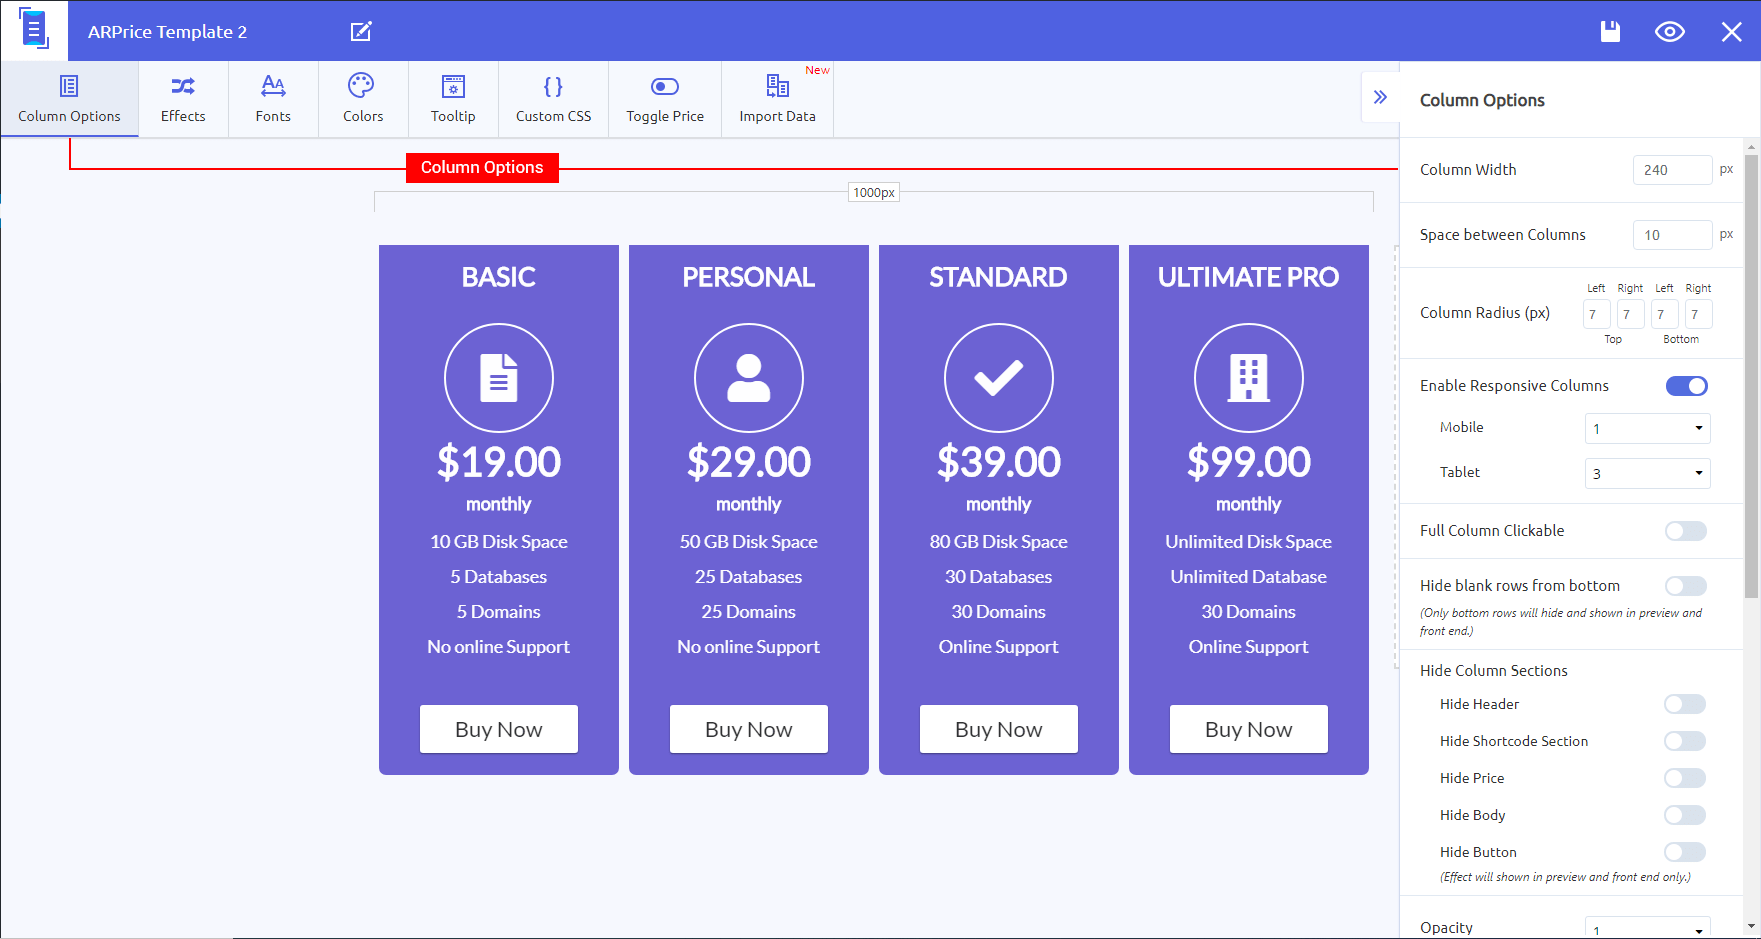 ARPrice Template 2
Column Options
Effects
Fonts
Colors
Tooltip
Custom CSS
Toggle Price
New
Import Data
Column Options
1000px
BASIC
$19.00
monthly
10 GB Disk Space
5 Databases
5 Domains
No online Support
Buy Now
PERSONAL
$29.00
monthly
50 GB Disk Space
25 Databases
25 Domains
No online Support
Buy Now
STANDARD
$39.00
monthly
80 GB Disk Space
30 Databases
30 Domains
Online Support
Buy Now
ULTIMATE PRO
$99.00
monthly
Unlimited Disk Space
Unlimited Database
30 Domains
Online Support
Buy Now
Column Options
Column Width 240 px
Space between Columns 10 px
Left Right Left Right
Column Radius (px) 7 7 7 7
Top Bottom
Enable Responsive Columns
Mobile 1
Tablet 3
Full Column Clickable
Hide blank rows from bottom
(Only bottom rows will hide and shown in preview and
front end.)
Hide Column Sections
Hide Header
Hide Shortcode Section
Hide Price
Hide Body
Hide Button
(Effect will shown in preview and front end only.)
Opacity 1